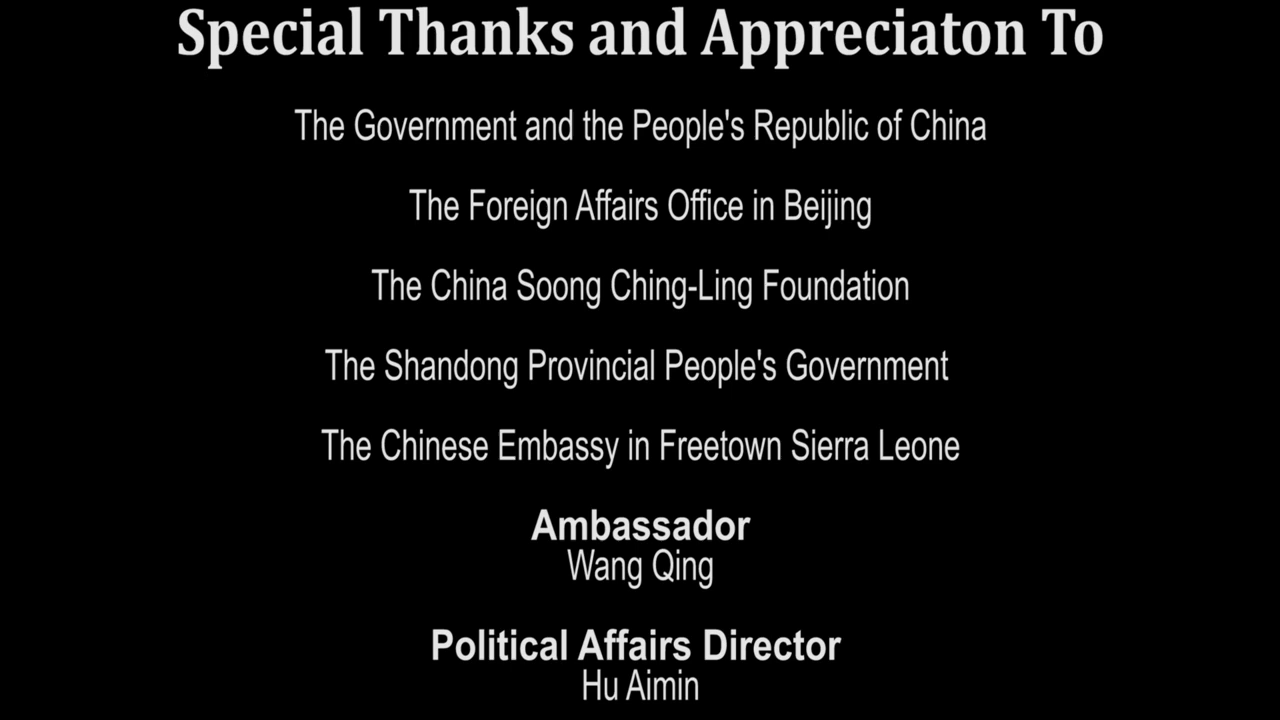 Special Thanks and Appreciaton To
The Government and the People's Republic of China
The Foreign Affairs Office in Beijing
The China Soong Ching-Ling Foundation
The Shandong Provincial People's Government
The Chinese Embassy in Freetown Sierra Leone
Ambassador
Wang Qing
Political Affairs Director
Hu Aimin